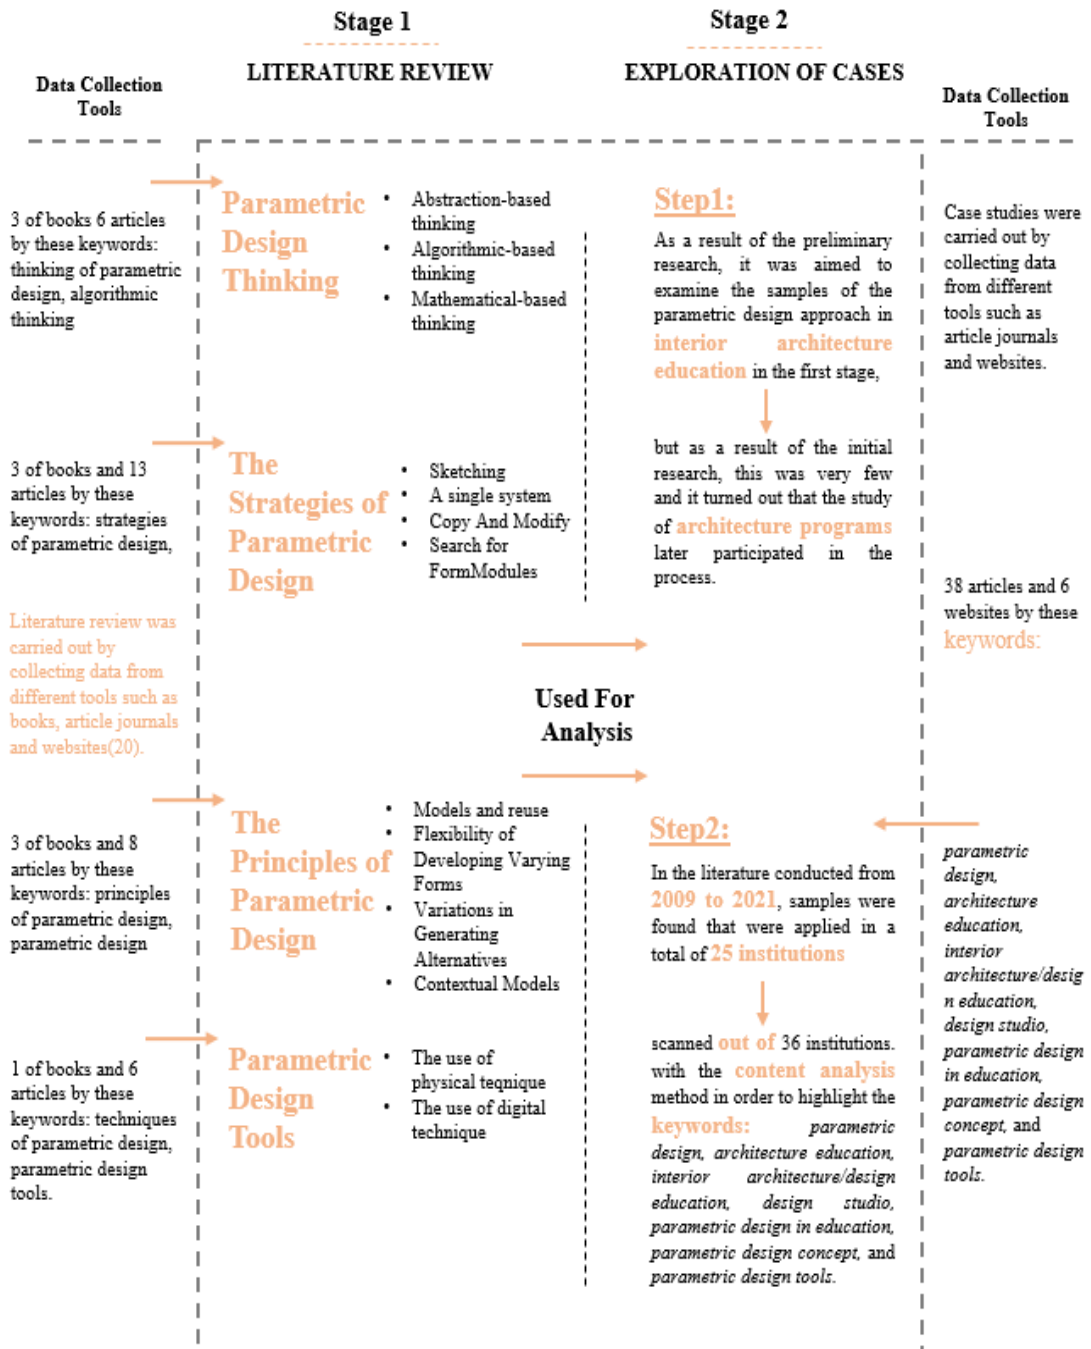 Stage 1
LITERATURE REVIEW
Stage 2
EXPLORATION OF CASES
Data Collection
Tools
Data Collection
Tools
3 of books 6 articles
by these keywords:
thinking of parametric
design, algorithmic
thinking
Parametric
Design
Thinking
• Abstraction-based
thinking
• Algorithmic-based
thinking
• Mathematical-based
thinking
3 of books and 13
articles by these
keywords: strategies
of parametric design,
The
Strategies of
Parametric
Design
• Sketching
• A single system
• Copy And Modify
• Search for
FormModules
Literature review was
carried out by
collecting data from
different tools such as
books, article journals
and websites(20).
3 of books and 8
articles by these
keywords: principles
of parametric design,
parametric design
The
Principles of
Parametric
Design
• Models and reuse
• Flexibility of
Developing Varying
Forms
• Variations in
Generating
Alternatives
• Contextual Models
1 of books and 6
articles by these
keywords: techniques
of parametric design,
parametric design
tools.
Parametric
Design
Tools
• The use of
physical teqnique
• The use of digital
technique
Used For
Analysis
Step1:
As a result of the preliminary
research, it was aimed to
examine the samples of the
parametric design approach in
interior architecture
education in the first stage,
but as a result of the initial
research, this was very few
and it turned out that the study
of architecture programs
later participated in the
process.
Step2:
In the literature conducted from
2009 to 2021, samples were
found that were applied in a
total of 25 institutions
scanned out of 36 institutions.
with the content analysis
method in order to highlight the
keywords: parametric
design, architecture education,
interior architecture/design
education, design studio,
parametric design in education,
parametric design concept, and
parametric design tools.
Case studies were
carried out by
collecting data
from different
tools such as
article journals
and websites.
38 articles and 6
websites by these
keywords:
parametric
design,
architecture
education,
interior
architecture/desig
n education,
design studio,
parametric design
in education,
parametric design
concept, and
parametric design
tools.